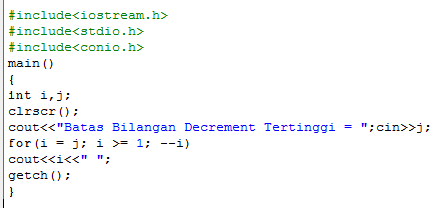 #include<iostream.h>
#include<stdio.h>
#include<conio.h>
main()
{
int i,j;
clrscr();
cout<<"Batas Bilangan Decrement Tertinggi = ";cin>>j;
for(i = j; i >= 1; --i)
cout<<i<<" ";
getch();
}